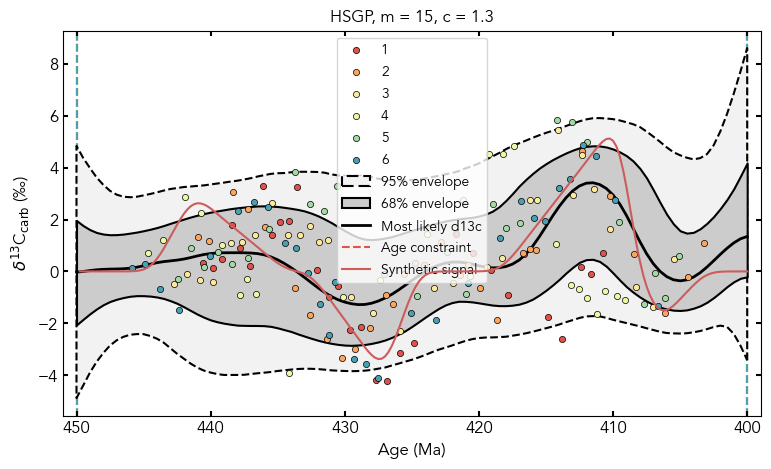 HSGP, m = 15, c = 1.3
δ¹³C_carb (‰)
8
6
4
2
0
−2
−4
1
2
3
4
5
6
95% envelope
68% envelope
Most likely d13c
Age constraint
Synthetic signal
450 440 430 420 410 400
Age (Ma)